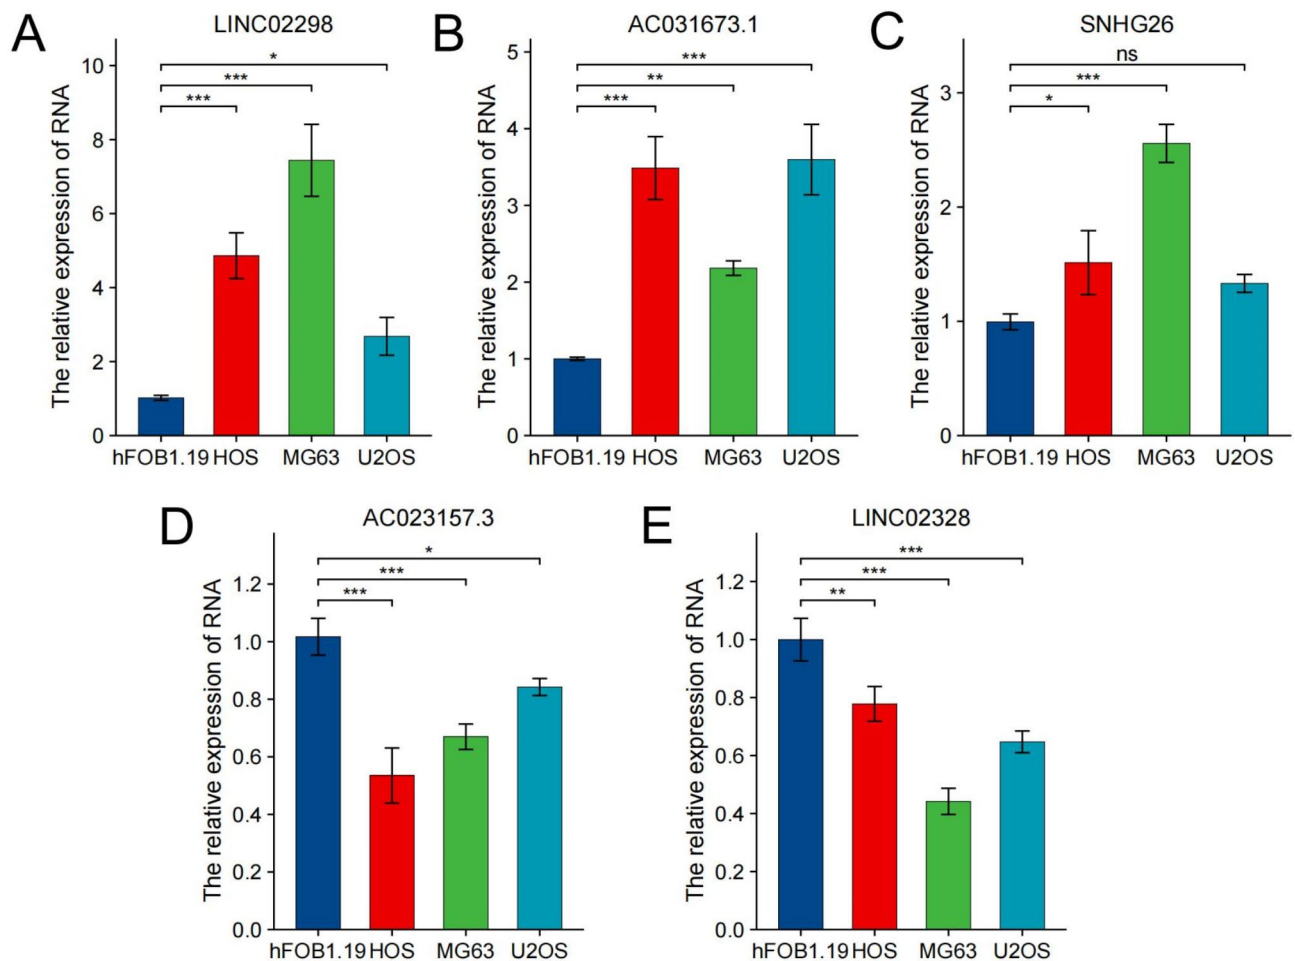 A
LINC02298
The relative expression of RNA
10
8
6
4
2
0
*
***
***
hFOB1.19 HOS MG63 U2OS
B
AC031673.1
The relative expression of RNA
5
4
3
2
1
0
***
**
***
hFOB1.19 HOS MG63 U2OS
C
SNHG26
The relative expression of RNA
3
2
1
0
ns
***
*
hFOB1.19 HOS MG63 U2OS
D
AC023157.3
The relative expression of RNA
1.2
1.0
0.8
0.6
0.4
0.2
0.0
*
***
***
hFOB1.19 HOS MG63 U2OS
E
LINC02328
The relative expression of RNA
1.2
1.0
0.8
0.6
0.4
0.2
0.0
***
***
**
hFOB1.19 HOS MG63 U2OS